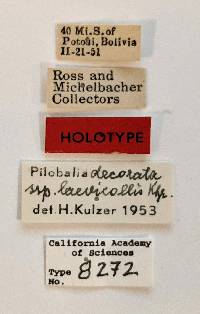 40 Mi.S.of
Potosi, Bolivia
II-21-51
Ross and
Michelbacher
Collectors
HOLOTYPE
Pilobalia decorata
ssp. laevicollis Klz.
det.H.Kulzer 1953
California Academy
of Sciences
Type
No. 8272